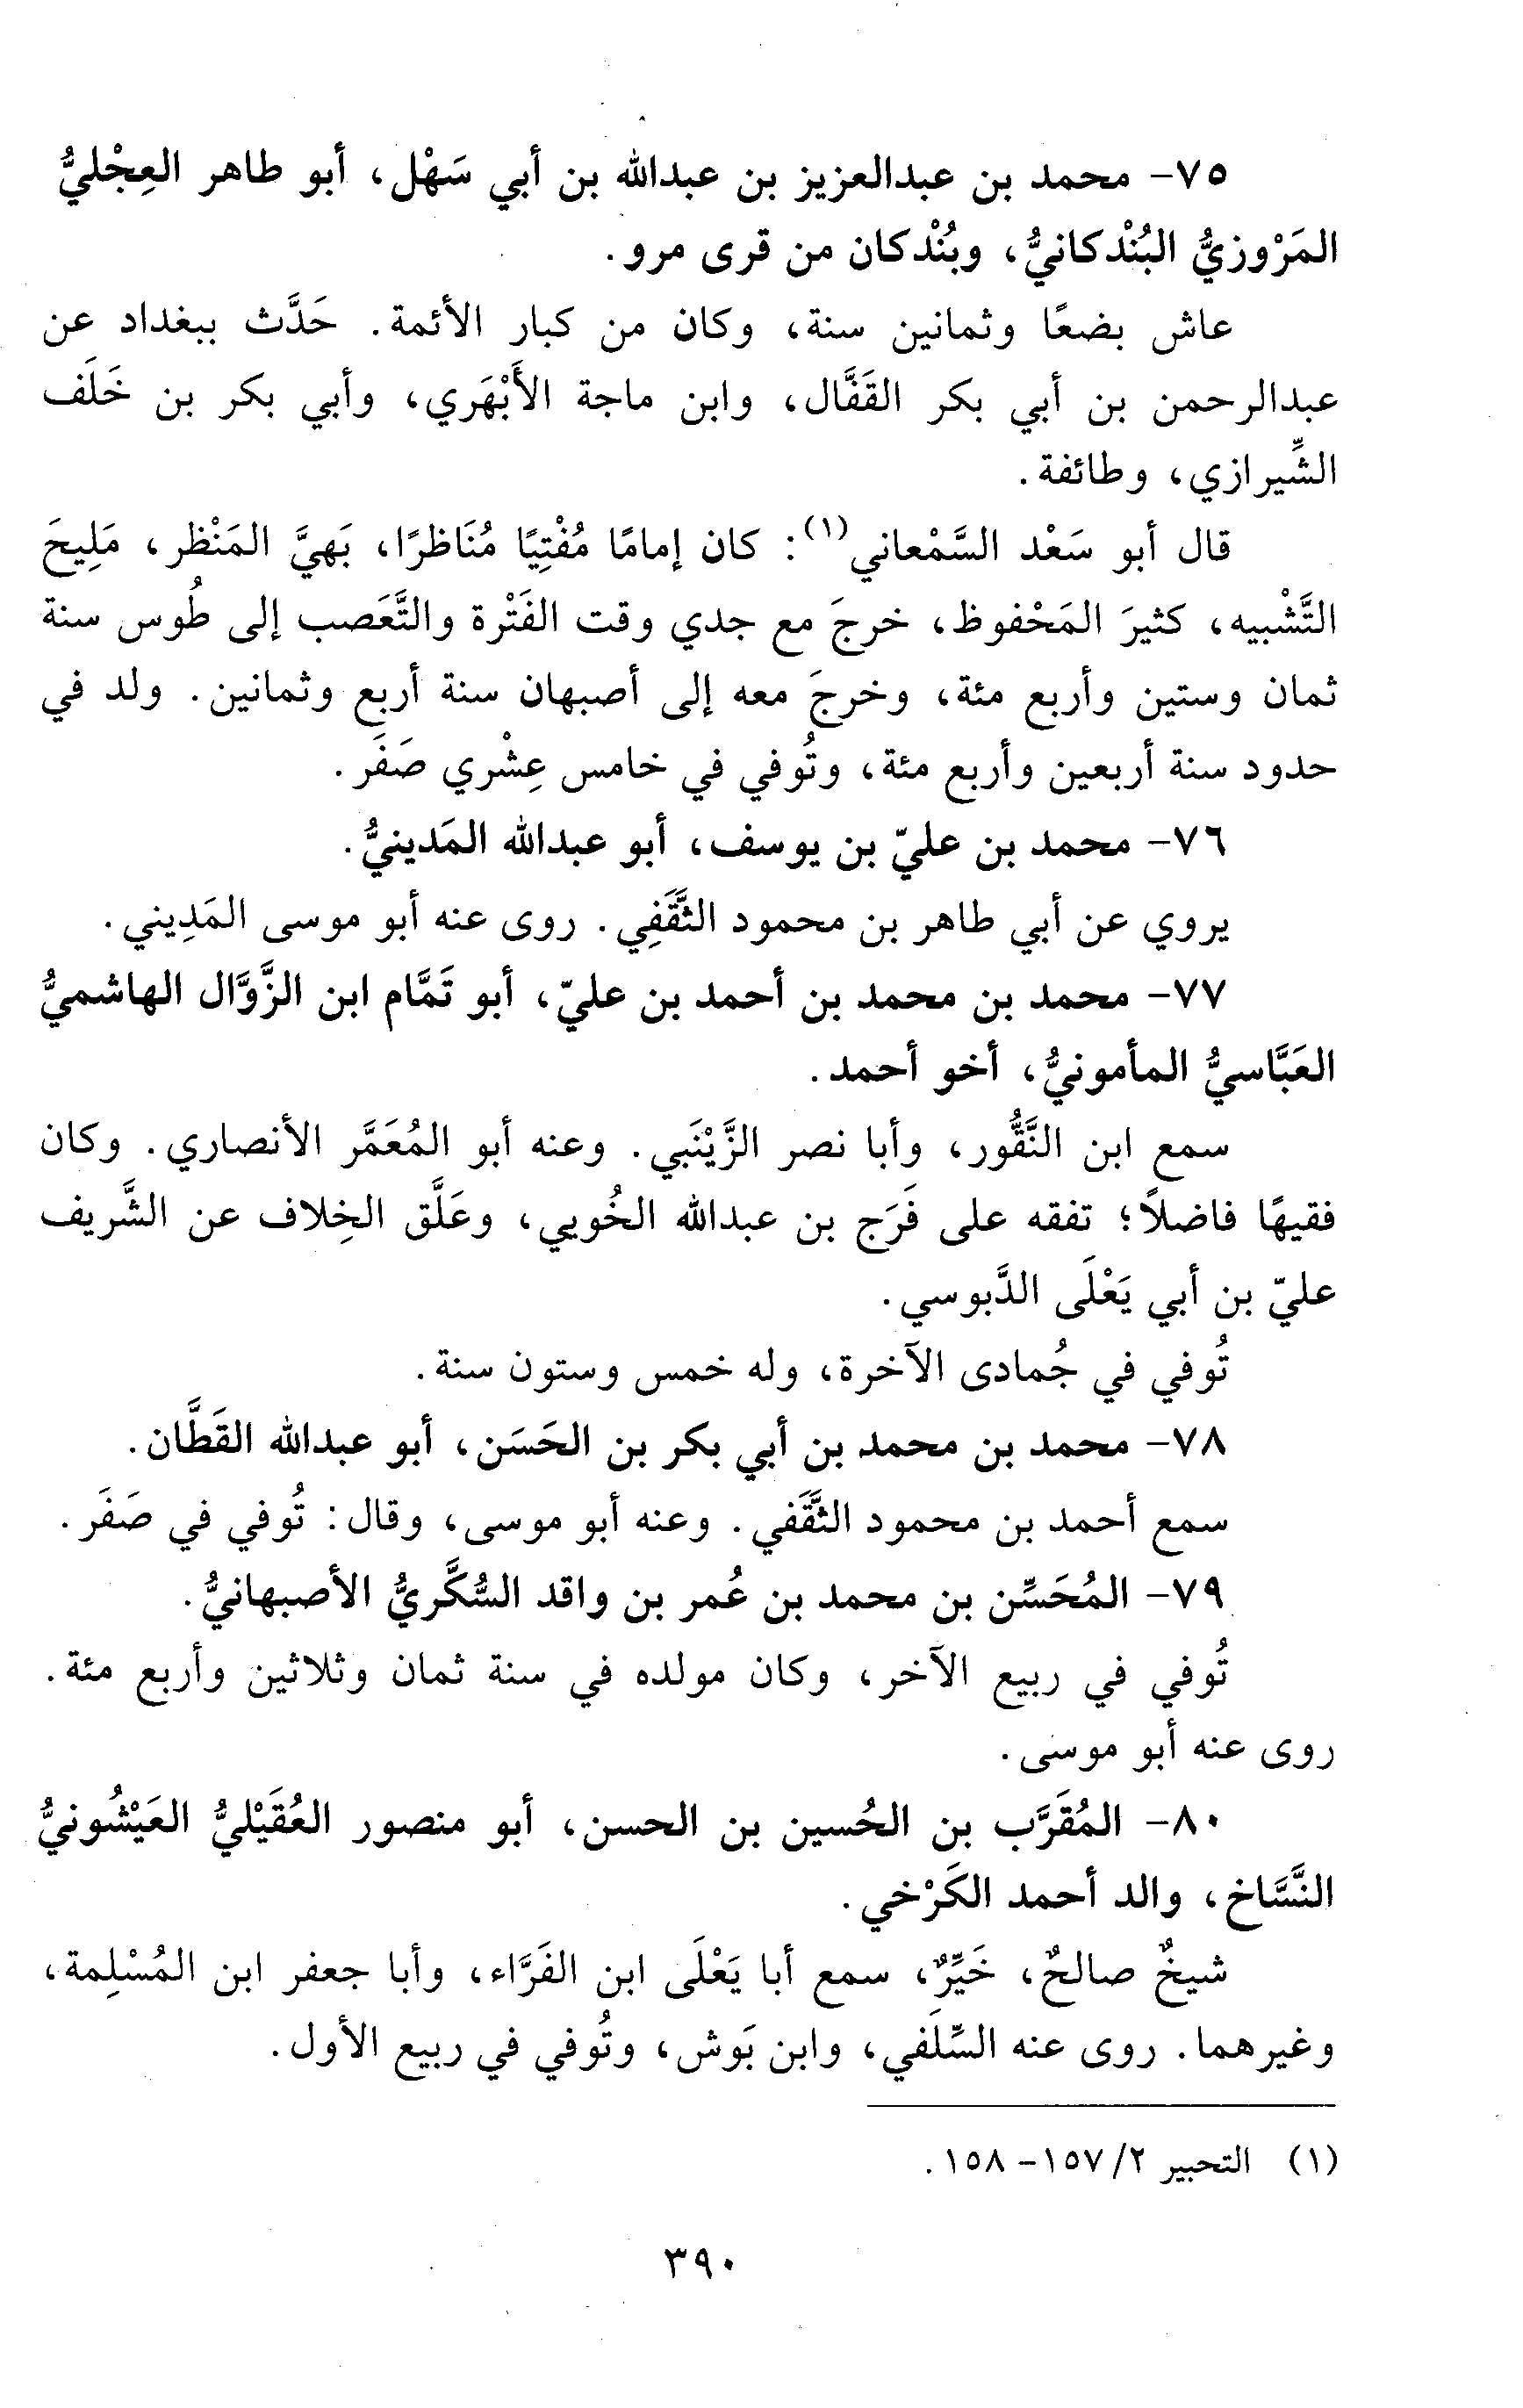 ٧٥- محمد بن عبدالعزيز بن عبدالله بن أبي سَهْل، أبو طاهر العِجْليُّ
المَرْوزيُّ البُنْدكانيُّ، وبُنْدكان من قرى مرو.
عاش بضعًا وثمانين سنة، وكان من كبار الأئمة. حَدَّث ببغداد عن
عبدالرحمن بن أبي بكر القَفَّال، وابن ماجة الأَبْهَري، وأبي بكر بن خَلَف
الشِّيرازي، وطائفة.
قال أبو سَعْد السَّمْعاني(١): كان إمامًا مُفْتِيًا مُنَاظرًا، بَهيَّ المَنْظر، مَلِيحَ
التَّشْبيه، كثيرَ المَحْفوظ، خرجَ مع جدي وقت الفَتْرة والتَّعَصب إلى طُوس سنة
ثمان وستين وأربع مئة، وخرجَ معه إلى أصبهان سنة أربع وثمانين. ولد في
حدود سنة أربعين وأربع مئة، وتُوفي في خامس عِشْري صَفَر.
٧٦- محمد بن عليّ بن يوسف، أبو عبدالله المَدينيُّ.
يروي عن أبي طاهر بن محمود الثَّقَفِي. روى عنه أبو موسى المَدِيني.
٧٧- محمد بن محمد بن أحمد بن عليّ، أبو تَمَّام ابن الزَّوَّال الهاشميُّ
العَبَّاسيُّ المأمونيُّ، أخو أحمد.
سمع ابن النَّقُّور، وأبا نصر الزَّيْنَبي. وعنه أبو المُعَمَّر الأنصاري. وكان
فقيهًا فاضلاً؛ تفقه على فَرَج بن عبدالله الخُويي، وعَلَّق الخِلاف عن الشَّريف
عليّ بن أبي يَعْلَى الدَّبوسي.
تُوفي في جُمادى الآخرة، وله خمس وستون سنة.
٧٨- محمد بن محمد بن أبي بكر بن الحَسَن، أبو عبدالله القَطَّان.
سمع أحمد بن محمود الثَّقَفي. وعنه أبو موسى، وقال: تُوفي في صَفَر.
٧٩- المُحَسِّن بن محمد بن عُمر بن واقد السُّكَّريُّ الأصبهانيُّ.
تُوفي في ربيع الآخر، وكان مولده في سنة ثمان وثلاثين وأربع مئة.
روى عنه أبو موسى.
٨٠- المُقَرَّب بن الحُسين بن الحسن، أبو منصور العُقَيْليُّ العَيْشُونيُّ
النَّسَّاخ، والد أحمد الكَرْخي.
شيخٌ صالحٌ، خَيِّرٌ، سمع أبا يَعْلَى ابن الفَرَّاء، وأبا جعفر ابن المُسْلِمة،
وغيرهما. روى عنه السِّلَفي، وابن بَوش، وتُوفي في ربيع الأول.
(١) التحبير ٢/ ١٥٧- ١٥٨.
٣٩٠